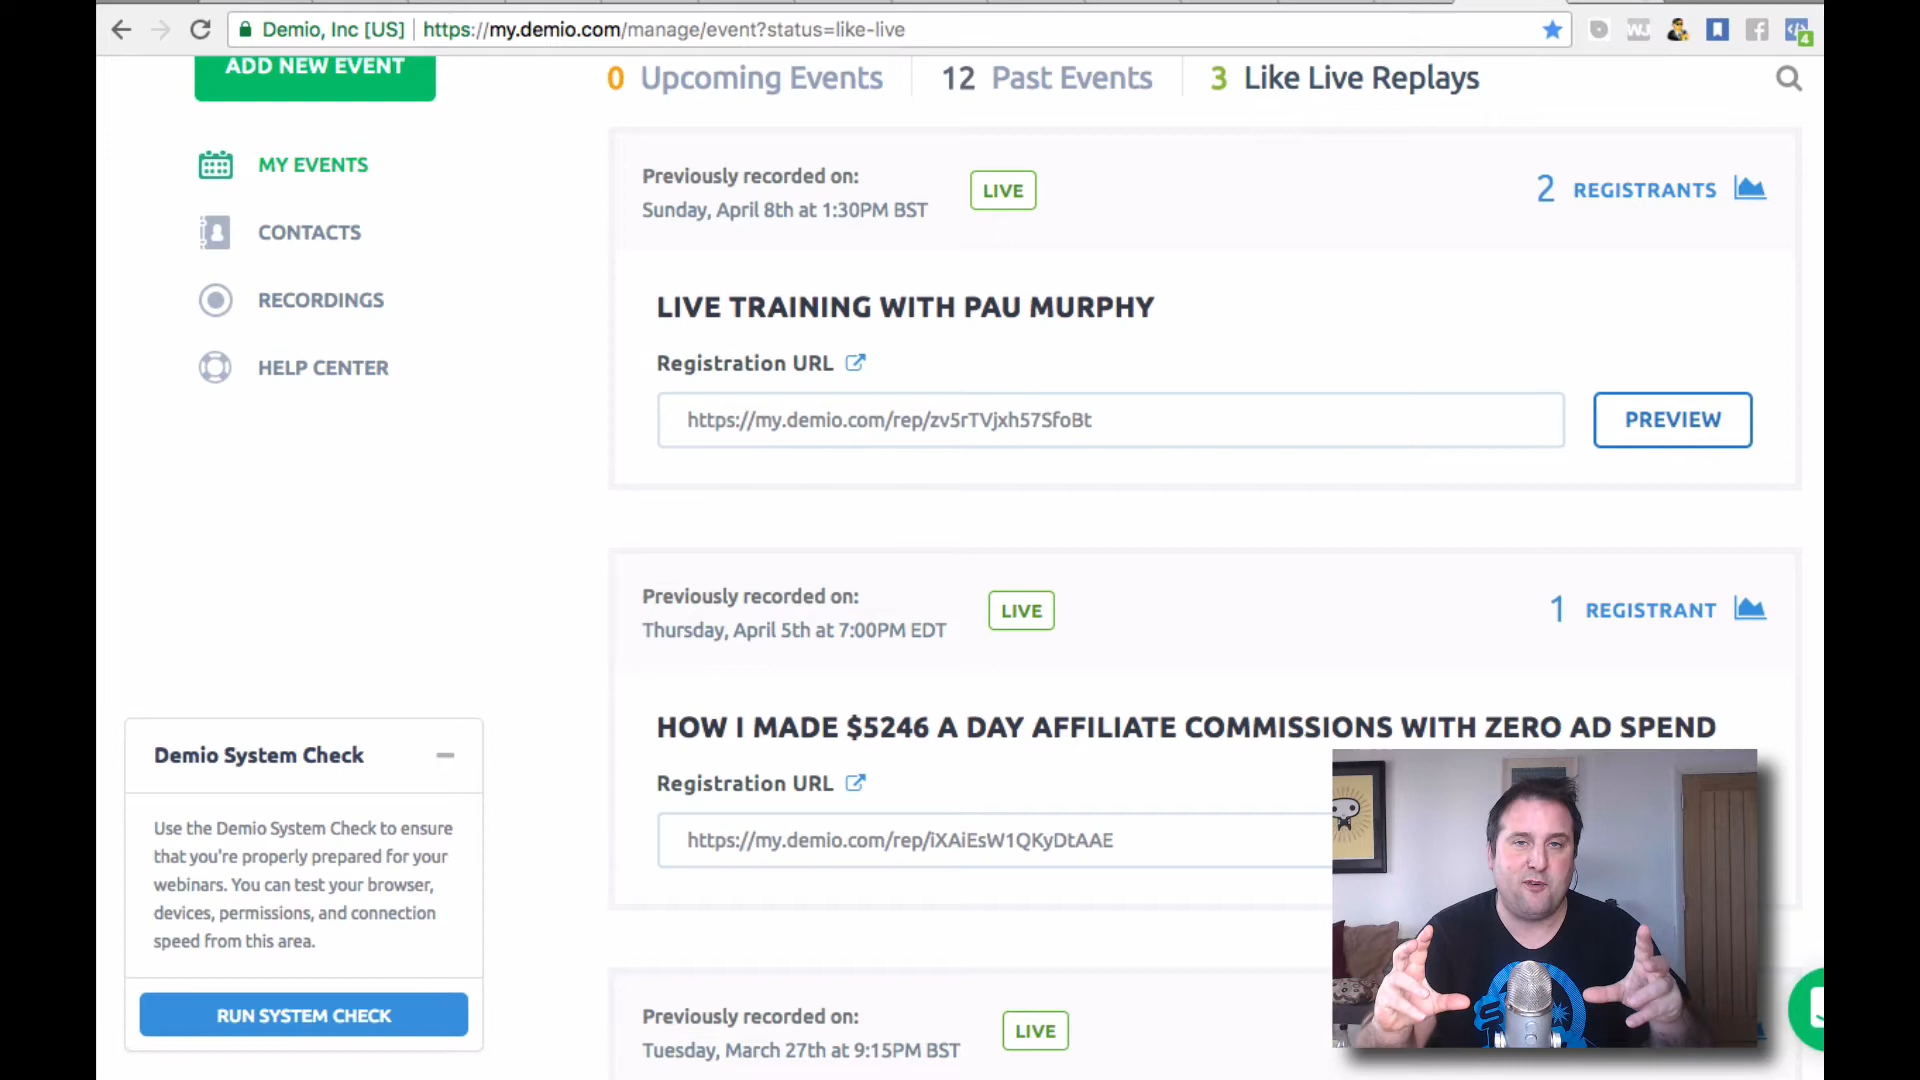 Demio, Inc [US] https://my.demio.com/manage/event?status=like-live
ADD NEW EVENT
0 Upcoming Events 12 Past Events 3 Like Live Replays
MY EVENTS
CONTACTS
RECORDINGS
HELP CENTER
Previously recorded on:
Sunday, April 8th at 1:30PM BST
LIVE
2 REGISTRANTS
LIVE TRAINING WITH PAU MURPHY
Registration URL
https://my.demio.com/rep/zv5rTVjxh57SfoBt
PREVIEW
Previously recorded on:
Thursday, April 5th at 7:00PM EDT
LIVE
1 REGISTRANT
HOW I MADE $5246 A DAY AFFILIATE COMMISSIONS WITH ZERO AD SPEND
Registration URL
https://my.demio.com/rep/iXAiEsW1QKyDtAAE
Previously recorded on:
Tuesday, March 27th at 9:15PM BST
LIVE
Demio System Check
Use the Demio System Check to ensure
that you're properly prepared for your
webinars. You can test your browser,
devices, permissions, and connection
speed from this area.
RUN SYSTEM CHECK
4